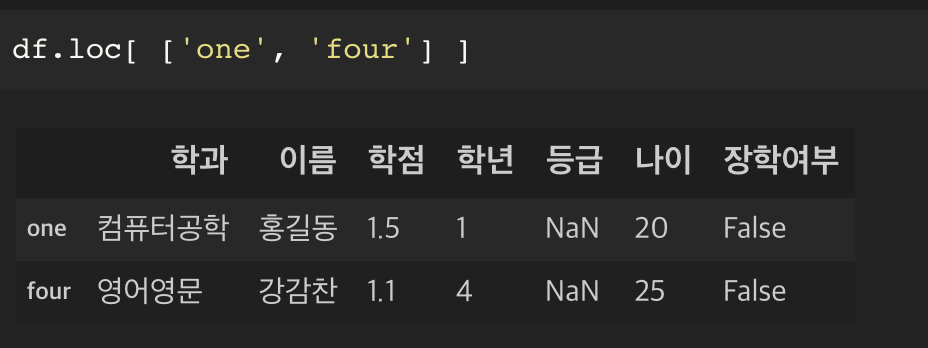 df.loc[ ['one', 'four'] ]
학과 이름 학점 학년 등급 나이 장학여부
one 컴퓨터공학 홍길동 1.5 1 NaN 20 False
four 영어영문 강감찬 1.1 4 NaN 25 False